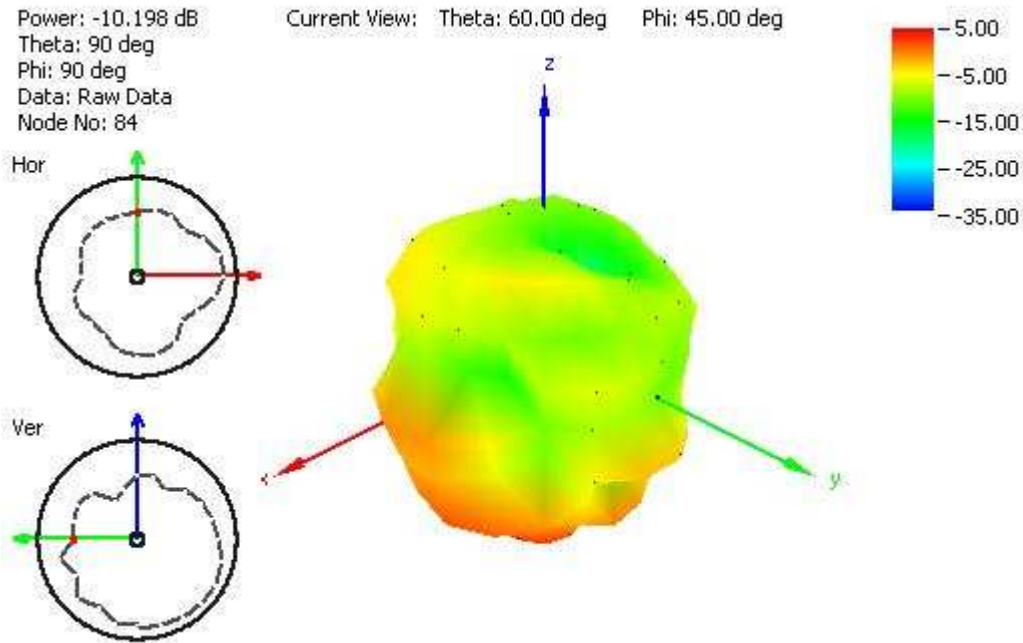 Power: -10.198 dB
Theta: 90 deg
Phi: 90 deg
Data: Raw Data
Node No: 84
Current View: Theta: 60.00 deg Phi: 45.00 deg
5.00
-5.00
-15.00
-25.00
-35.00
Hor
Ver
z
x
y